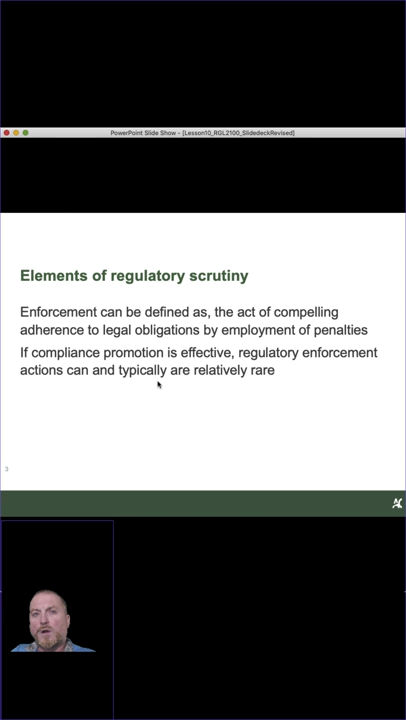 PowerPoint Slide Show - [Lesson10_RGL2100_SlidedeckRevised]
Elements of regulatory scrutiny
Enforcement can be defined as, the act of compelling
adherence to legal obligations by employment of penalties
If compliance promotion is effective, regulatory enforcement
actions can and typically are relatively rare
3